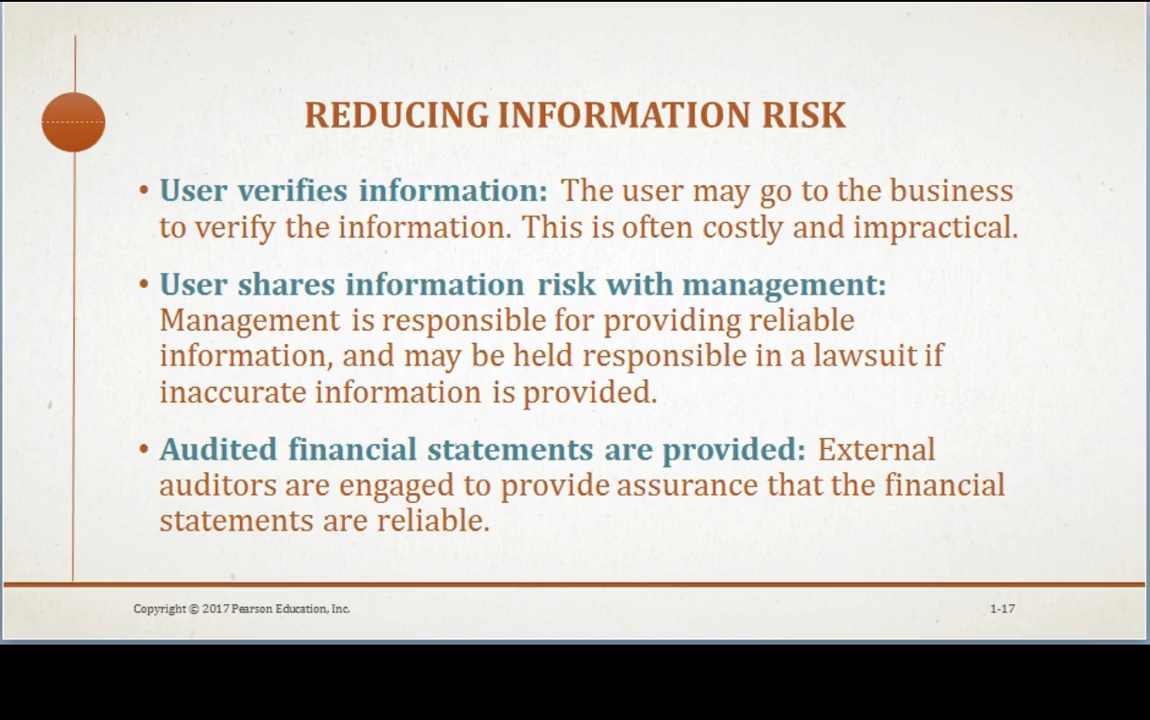 REDUCING INFORMATION RISK
• User verifies information: The user may go to the business
to verify the information. This is often costly and impractical.
• User shares information risk with management:
Management is responsible for providing reliable
information, and may be held responsible in a lawsuit if
inaccurate information is provided.
• Audited financial statements are provided: External
auditors are engaged to provide assurance that the financial
statements are reliable.
Copyright © 2017 Pearson Education, Inc.
1-17